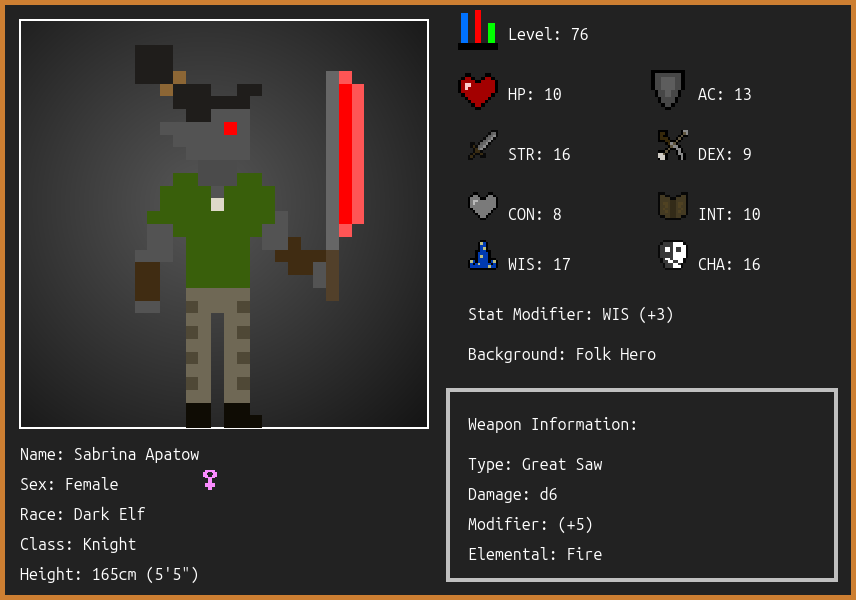 Level: 76
HP: 10
AC: 13
STR: 16
DEX: 9
CON: 8
INT: 10
WIS: 17
CHA: 16
Stat Modifier: WIS (+3)
Background: Folk Hero
Weapon Information:
Type: Great Saw
Damage: d6
Modifier: (+5)
Elemental: Fire
Name: Sabrina Apatow
Sex: Female
Race: Dark Elf
Class: Knight
Height: 165cm (5'5")